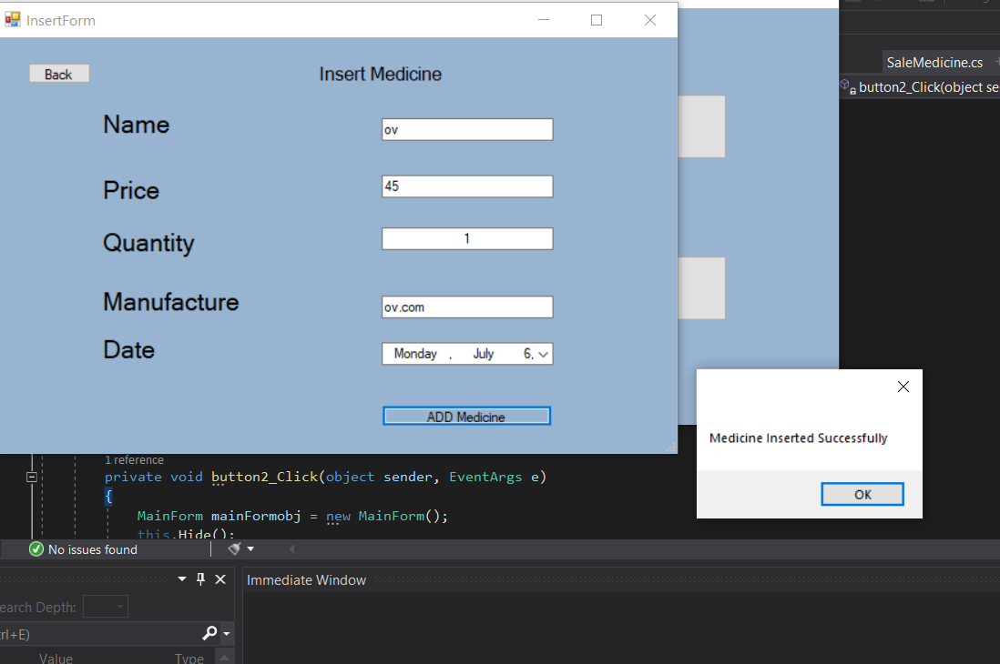 InsertForm
Back
Insert Medicine
Name
ov
Price
45
Quantity
1
Manufacture
ov.com
Date
Monday , July 6,
ADD Medicine
SaleMedicine.cs
button2_Click(object se
Medicine Inserted Successfully
OK
1 reference
private void button2_Click(object sender, EventArgs e)
{
MainForm mainFormobj = new MainForm();
this.Hide();
No issues found
Immediate Window
earch Depth:
rl+E)
Value
Type